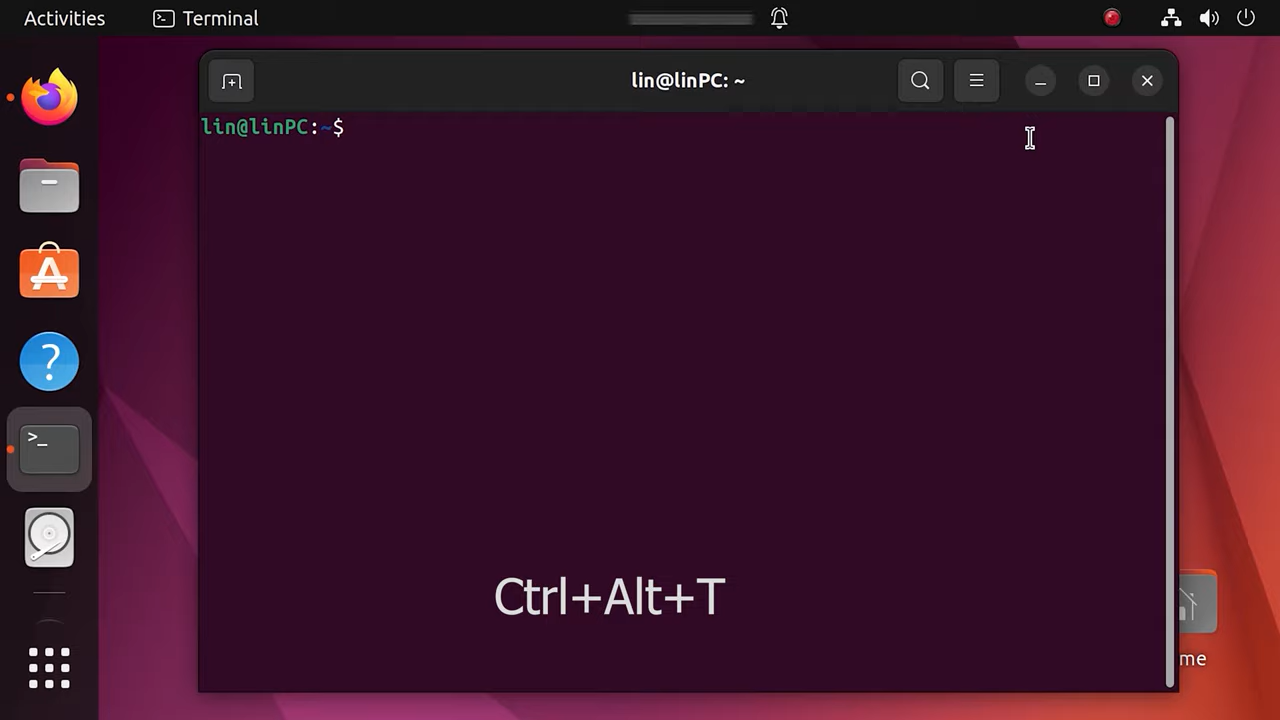 Activities Terminal
lin@linPC: ~
lin@linPC:~$
>_
Ctrl+Alt+T
me